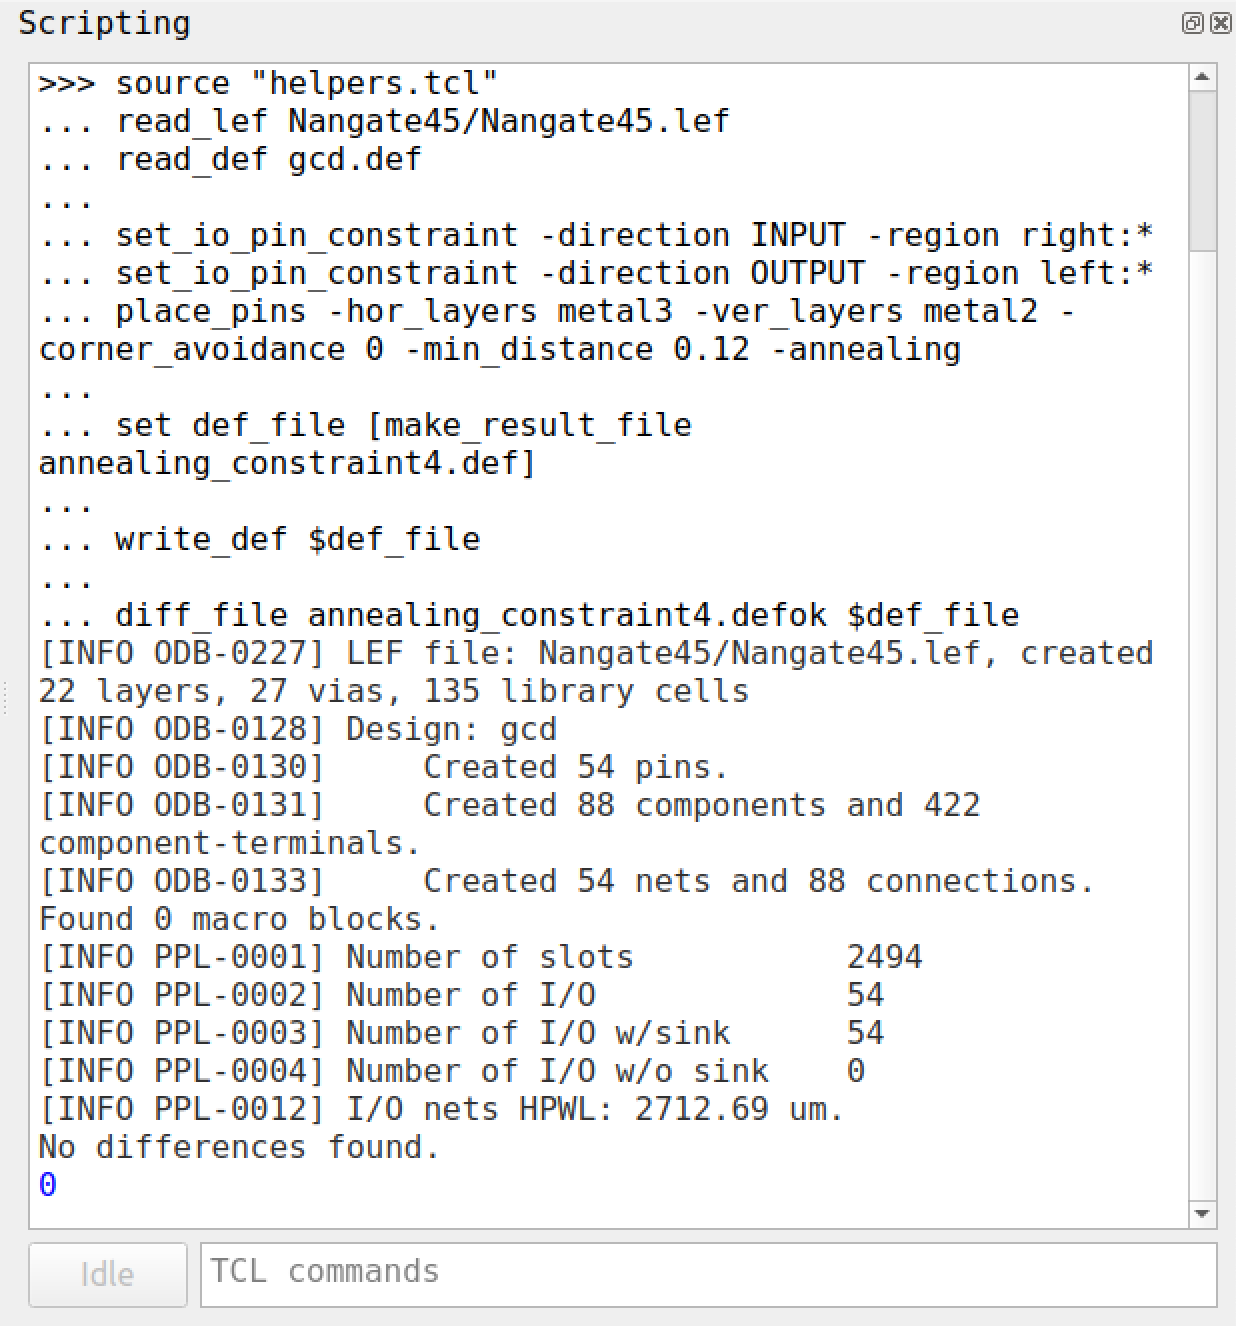 Scripting
>>> source "helpers.tcl"
... read_lef Nangate45/Nangate45.lef
... read_def gcd.def
...
... set_io_pin_constraint -direction INPUT -region right:*
... set_io_pin_constraint -direction OUTPUT -region left:*
... place_pins -hor_layers metal3 -ver_layers metal2 -
corner_avoidance 0 -min_distance 0.12 -annealing
...
... set def_file [make_result_file
annealing_constraint4.def]
...
... write_def $def_file
...
... diff_file annealing_constraint4.defok $def_file
[INFO ODB-0227] LEF file: Nangate45/Nangate45.lef, created
22 layers, 27 vias, 135 library cells
[INFO ODB-0128] Design: gcd
[INFO ODB-0130]     Created 54 pins.
[INFO ODB-0131]     Created 88 components and 422
component-terminals.
[INFO ODB-0133]     Created 54 nets and 88 connections.
Found 0 macro blocks.
[INFO PPL-0001] Number of slots           2494
[INFO PPL-0002] Number of I/O             54
[INFO PPL-0003] Number of I/O w/sink      54
[INFO PPL-0004] Number of I/O w/o sink    0
[INFO PPL-0012] I/O nets HPWL: 2712.69 um.
No differences found.
0
Idle
TCL commands